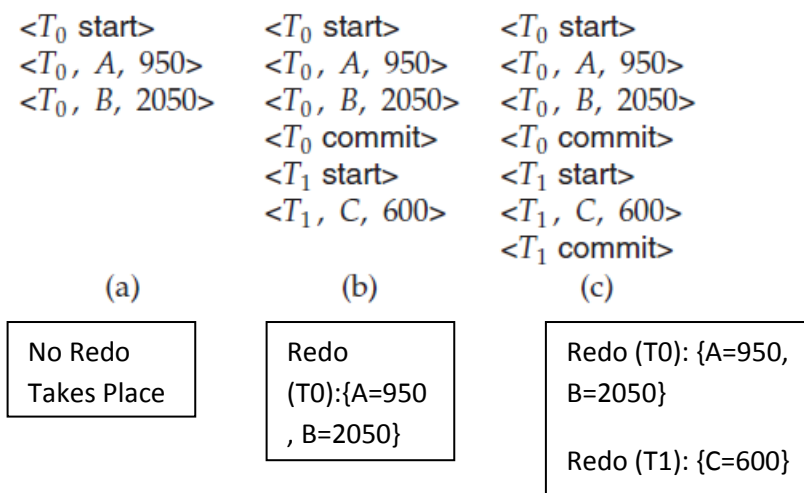 <T₀ start>
<T₀, A, 950>
<T₀, B, 2050>
(a)
<T₀ start>
<T₀, A, 950>
<T₀, B, 2050>
<T₀ commit>
<T₁ start>
<T₁, C, 600>
(b)
<T₀ start>
<T₀, A, 950>
<T₀, B, 2050>
<T₀ commit>
<T₁ start>
<T₁, C, 600>
<T₁ commit>
(c)
No Redo
Takes Place
Redo
(T0):{A=950
, B=2050}
Redo (T0): {A=950,
B=2050}
Redo (T1): {C=600}